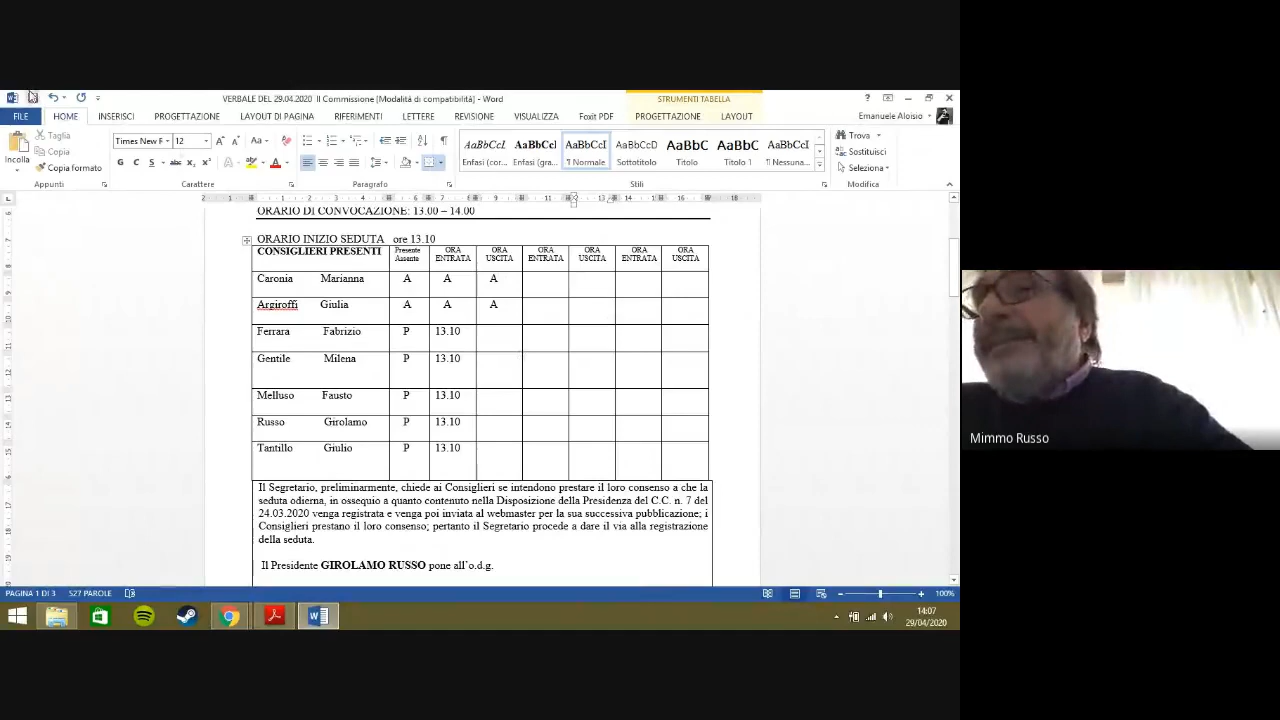 VERBALE DEL 29.04.2020 II Commissione [Modalità di compatibilità] - Word
STRUMENTI TABELLA
FILE HOME INSERISCI PROGETTAZIONE LAYOUT DI PAGINA RIFERIMENTI LETTERE REVISIONE VISUALIZZA Foxit PDF PROGETTAZIONE LAYOUT
Emanuele Aloisio
Incolla
Taglia
Copia
Copia formato
Times New F 12
AaBbCcI AaBbCcl AaBbCcI AaBbCcD AaBbC AaBbC AaBbCcI
Enfasi (cor... Enfasi (gra... ¶ Normale Sottotitolo Titolo Titolo 1 ¶ Nessuna...
Trova
Sostituisci
Seleziona
Appunti Carattere Paragrafo Stili Modifica
ORARIO DI CONVOCAZIONE: 13.00 – 14.00
ORARIO INIZIO SEDUTA ore 13.10
CONSIGLIERI PRESENTI Presente Assente ORA ENTRATA ORA USCITA ORA ENTRATA ORA USCITA ORA ENTRATA ORA USCITA
Caronia Marianna A A A
Argiroffi Giulia A A A
Ferrara Fabrizio P 13.10
Gentile Milena P 13.10
Melluso Fausto P 13.10
Russo Girolamo P 13.10
Tantillo Giulio P 13.10
Il Segretario, preliminarmente, chiede ai Consiglieri se intendono prestare il loro consenso a che la
seduta odierna, in ossequio a quanto contenuto nella Disposizione della Presidenza del C.C. n. 7 del
24.03.2020 venga registrata e venga poi inviata al webmaster per la sua successiva pubblicazione; i
Consiglieri prestano il loro consenso; pertanto il Segretario procede a dare il via alla registrazione
della seduta.
Il Presidente GIROLAMO RUSSO pone all'o.d.g.
PAGINA 1 DI 3 527 PAROLE 100%
14:07
29/04/2020
Mimmo Russo